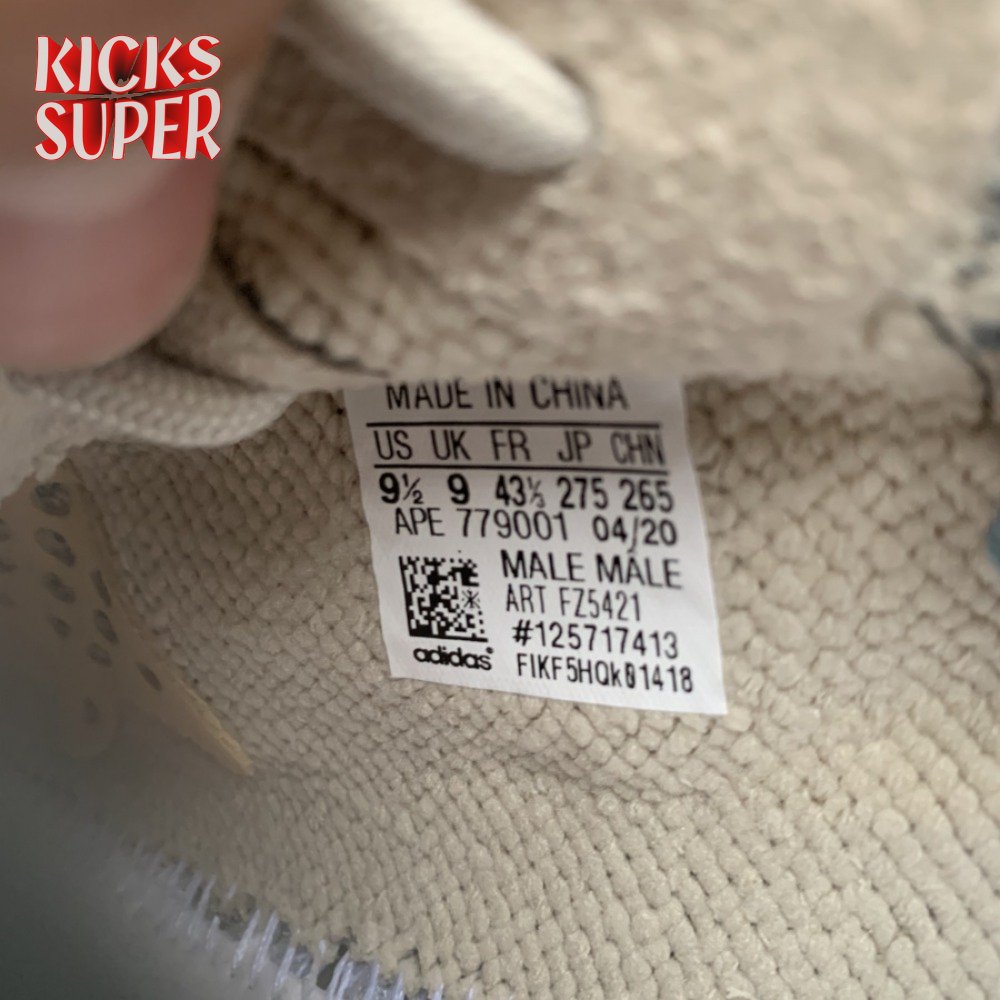 KICKS
SUPER
MADE IN CHINA
US UK FR JP CHN
9½ 9 43⅓ 275 265
APE 779001 04/20
MALE MALE
ART FZ5421
#125717413
adidas®
FIKF5HQk01418